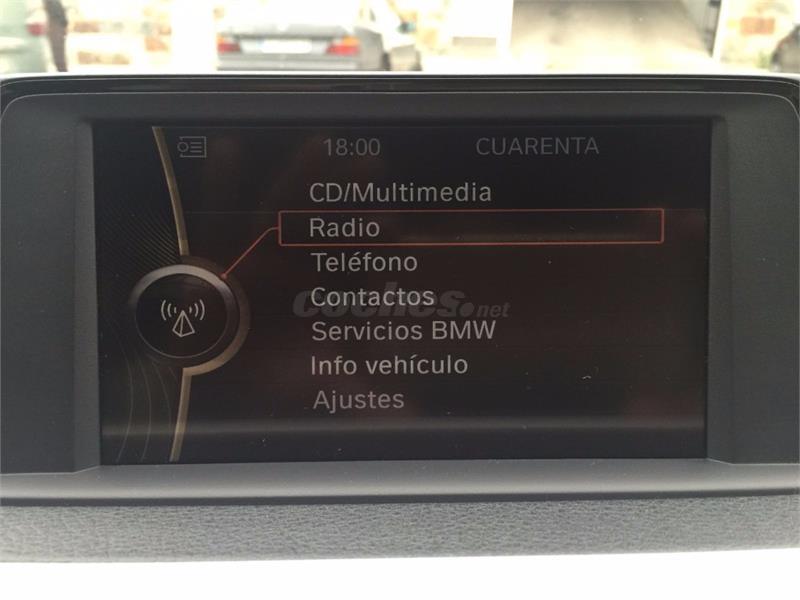 18:00 CUARENTA
CD/Multimedia
Radio
Teléfono
Contactos
coches.net
Servicios BMW
Info vehículo
Ajustes